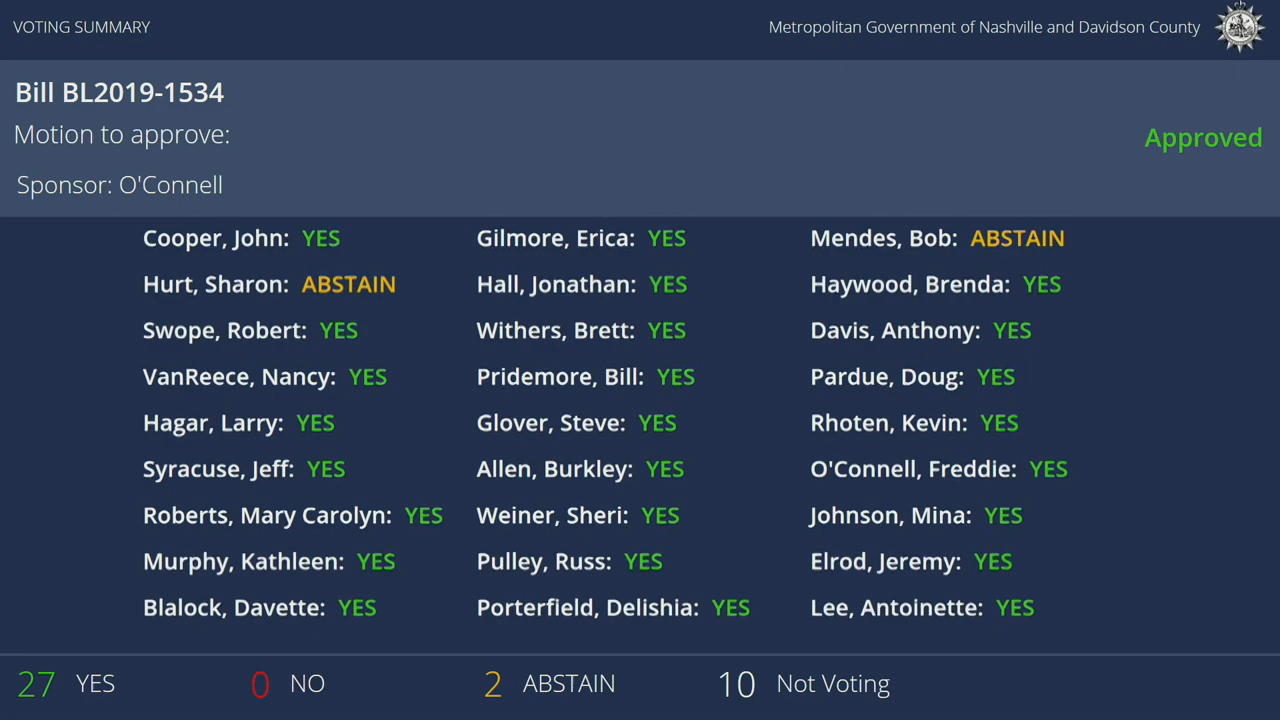 VOTING SUMMARY
Metropolitan Government of Nashville and Davidson County
Bill BL2019-1534
Motion to approve:
Approved
Sponsor: O'Connell
Cooper, John: YES Gilmore, Erica: YES Mendes, Bob: ABSTAIN
Hurt, Sharon: ABSTAIN Hall, Jonathan: YES Haywood, Brenda: YES
Swope, Robert: YES Withers, Brett: YES Davis, Anthony: YES
VanReece, Nancy: YES Pridemore, Bill: YES Pardue, Doug: YES
Hagar, Larry: YES Glover, Steve: YES Rhoten, Kevin: YES
Syracuse, Jeff: YES Allen, Burkley: YES O'Connell, Freddie: YES
Roberts, Mary Carolyn: YES Weiner, Sheri: YES Johnson, Mina: YES
Murphy, Kathleen: YES Pulley, Russ: YES Elrod, Jeremy: YES
Blalock, Davette: YES Porterfield, Delishia: YES Lee, Antoinette: YES
27 YES 0 NO 2 ABSTAIN 10 Not Voting